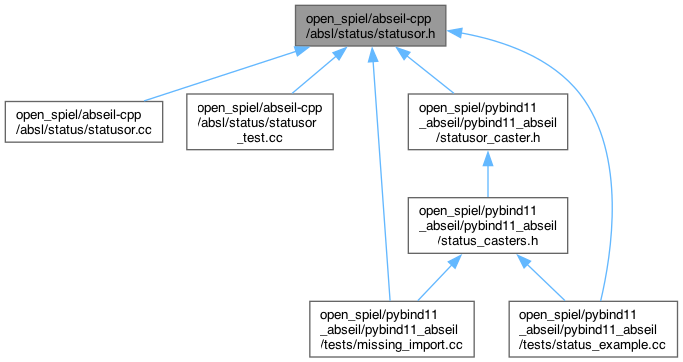 open_spiel/abseil-cpp
/absl/status/statusor.h
open_spiel/abseil-cpp
/absl/status/statusor.cc
open_spiel/abseil-cpp
/absl/status/statusor
_test.cc
open_spiel/pybind11
_abseil/pybind11_abseil
/statusor_caster.h
open_spiel/pybind11
_abseil/pybind11_abseil
/status_casters.h
open_spiel/pybind11
_abseil/pybind11_abseil
/tests/missing_import.cc
open_spiel/pybind11
_abseil/pybind11_abseil
/tests/status_example.cc